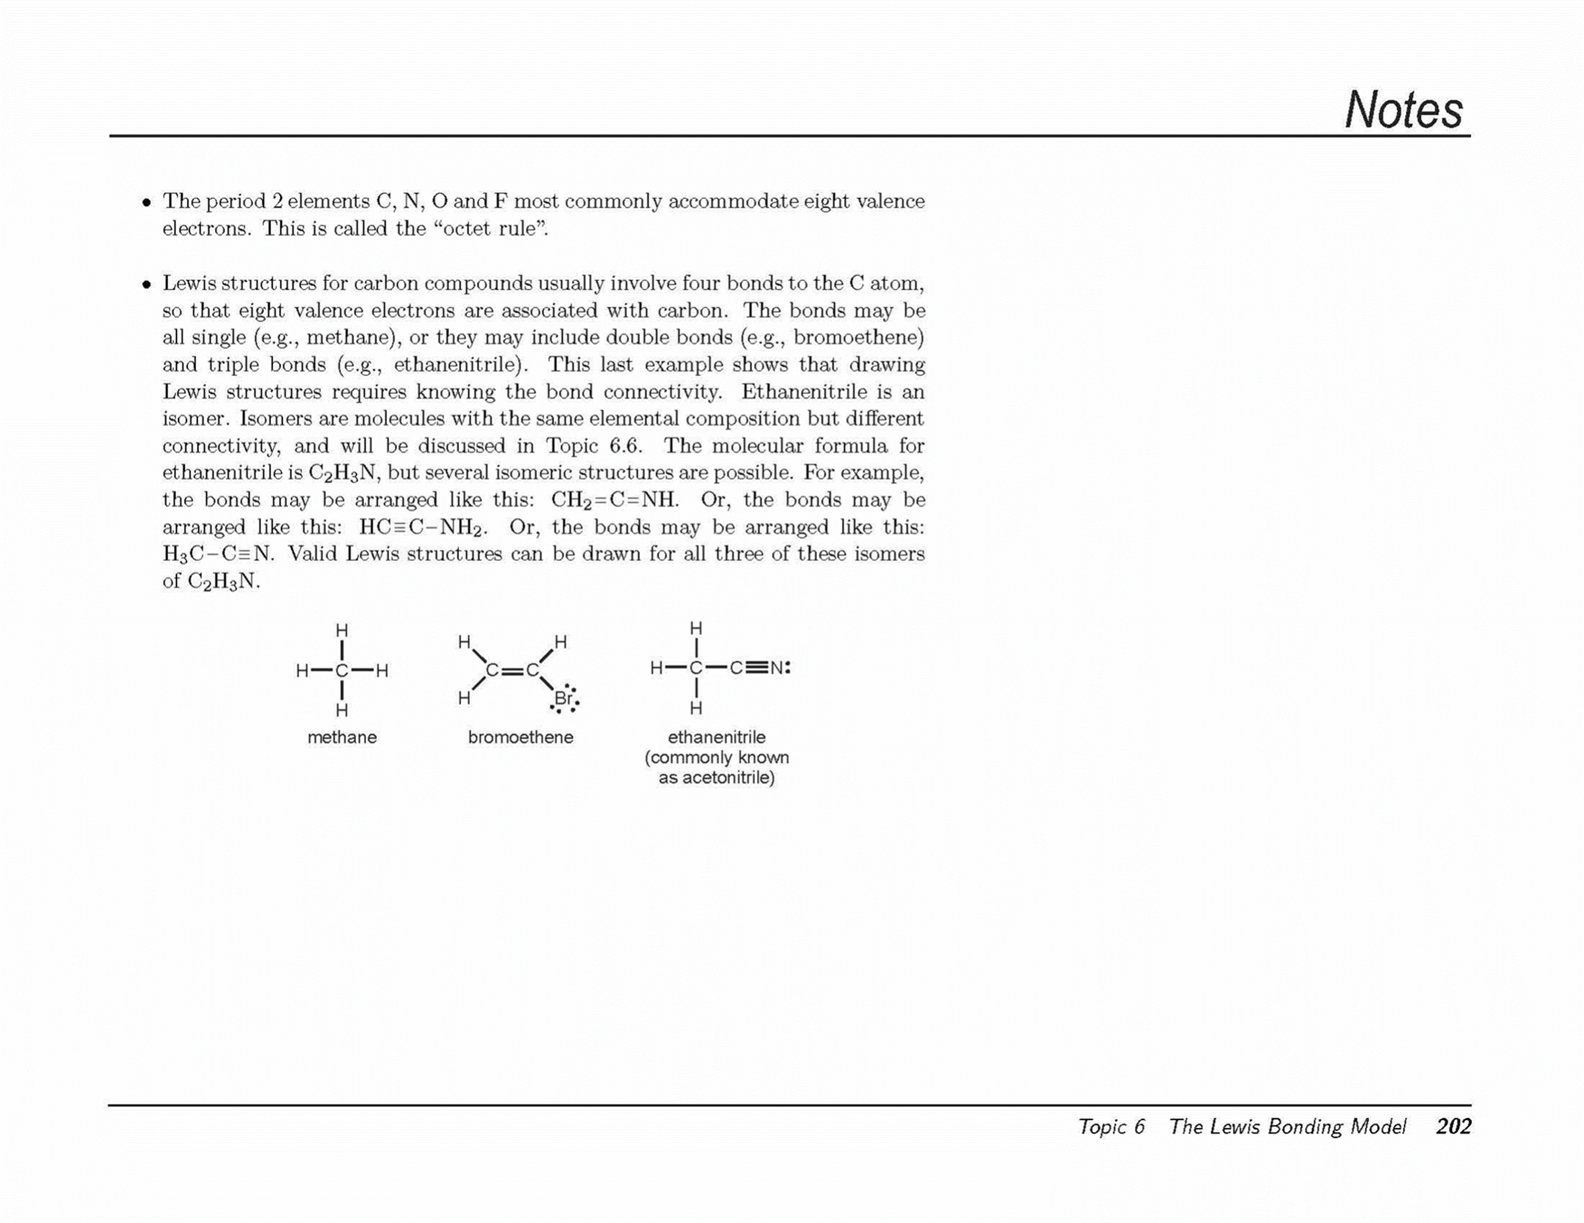 Notes
• The period 2 elements C, N, O and F most commonly accommodate eight valence
electrons. This is called the “octet rule”.
• Lewis structures for carbon compounds usually involve four bonds to the C atom,
so that eight valence electrons are associated with carbon. The bonds may be
all single (e.g., methane), or they may include double bonds (e.g., bromoethene)
and triple bonds (e.g., ethanenitrile). This last example shows that drawing
Lewis structures requires knowing the bond connectivity. Ethanenitrile is an
isomer. Isomers are molecules with the same elemental composition but different
connectivity, and will be discussed in Topic 6.6. The molecular formula for
ethanenitrile is C₂H₃N, but several isomeric structures are possible. For example,
the bonds may be arranged like this: CH₂=C=NH. Or, the bonds may be
arranged like this: HC≡C–NH₂. Or, the bonds may be arranged like this:
H₃C–C≡N. Valid Lewis structures can be drawn for all three of these isomers
of C₂H₃N.
H
H—C—H
H
methane
H H
C=C
H Br
bromoethene
H
H—C—C≡N:
H
ethanenitrile
(commonly known
as acetonitrile)
Topic 6 The Lewis Bonding Model 202